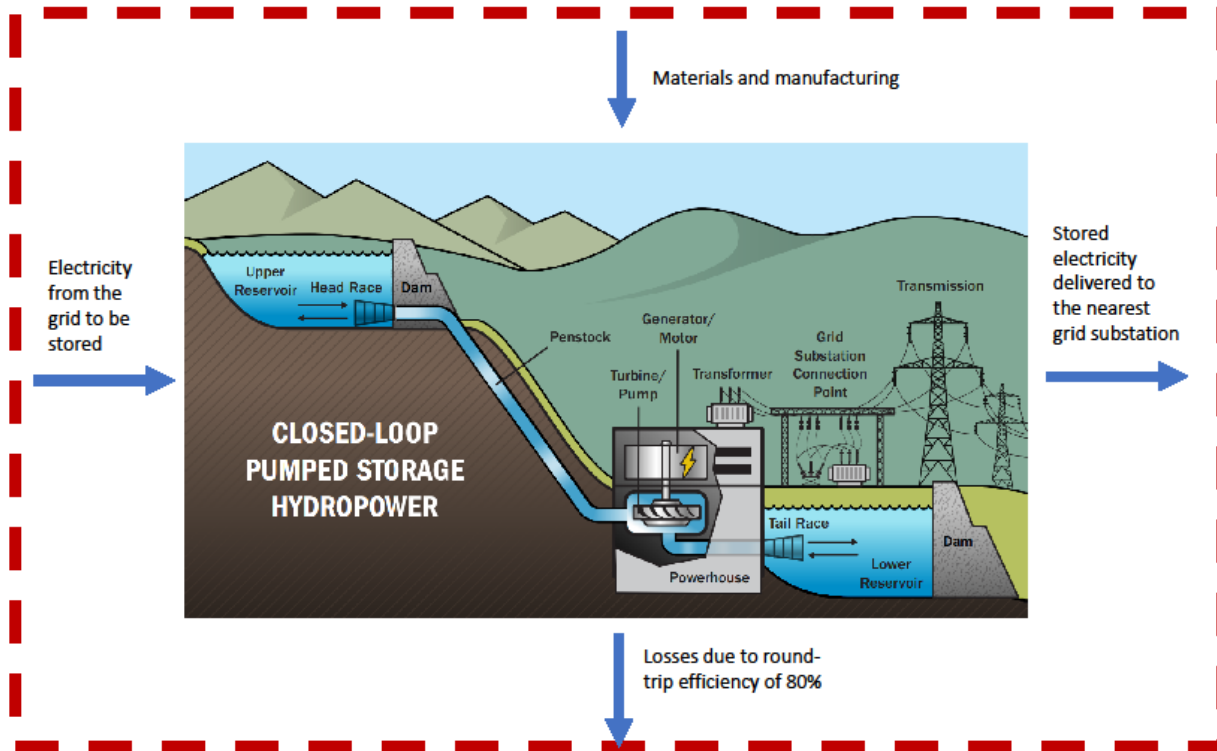 Materials and manufacturing
Electricity
from the
grid to be
stored
Upper
Reservoir
Head Race
Dam
Penstock
Generator/
Motor
Turbine/
Pump
Transformer
Grid
Substation
Connection
Point
Transmission
Stored
electricity
delivered to
the nearest
grid substation
CLOSED-LOOP
PUMPED STORAGE
HYDROPOWER
Tail Race
Dam
Lower
Reservoir
Powerhouse
Losses due to round-
trip efficiency of 80%